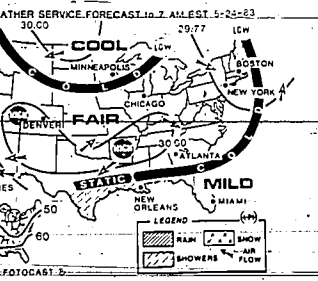 ATHER SERVICE FORECAST to 7 AM EST 5-24-83
30.00
29.77
LOW
COOL
LOW
MINNEAPOLIS
BOSTON
COLD
NEW YORK
CHICAGO
DENVER
FAIR
30.00
ATLANTA
COLD
STATIC
MILD
NEW
ORLEANS
MIAMI
50
60
LEGEND
RAIN
SNOW
SHOWERS
AIR
FLOW
FOTOCAST